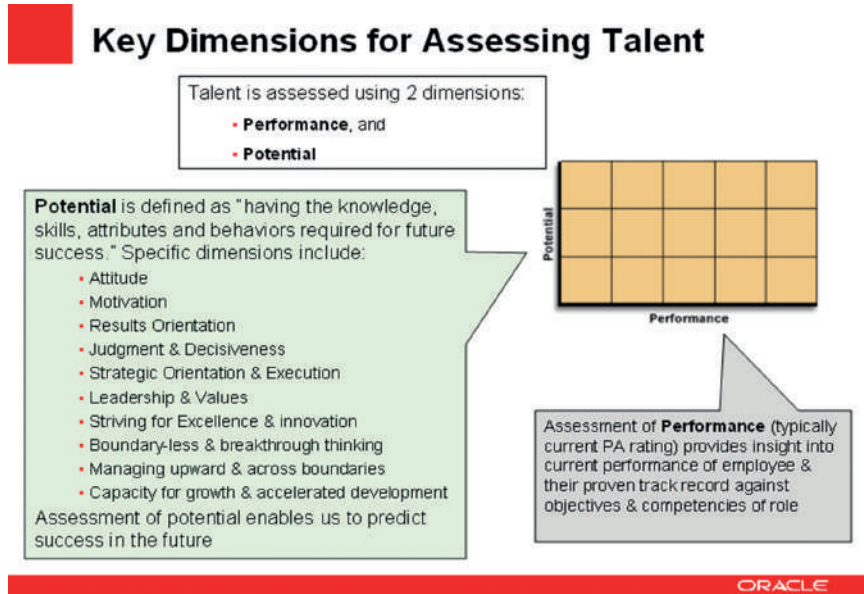 Key Dimensions for Assessing Talent
Talent is assessed using 2 dimensions:
• Performance, and
• Potential
Potential is defined as "having the knowledge,
skills, attributes and behaviors required for future
success." Specific dimensions include:
• Attitude
• Motivation
• Results Orientation
• Judgment & Decisiveness
• Strategic Orientation & Execution
• Leadership & Values
• Striving for Excellence & innovation
• Boundary-less & breakthrough thinking
• Managing upward & across boundaries
• Capacity for growth & accelerated development
Assessment of potential enables us to predict
success in the future
Potential
Performance
Assessment of Performance (typically
current PA rating) provides insight into
current performance of employee &
their proven track record against
objectives & competencies of role
ORACLE